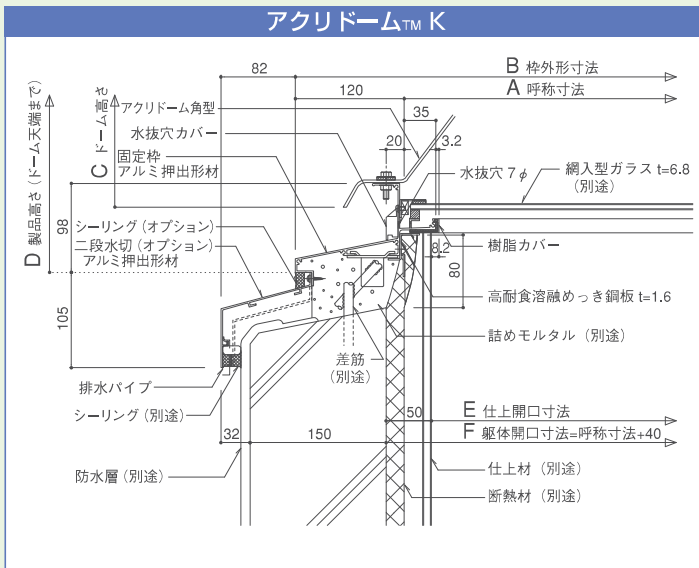 アクリドーム™ K
82
B 枠外形寸法
120
A 呼称寸法
35
20
3.2
D 製品高さ（ドーム天端まで）
C ドーム高さ
アクリドーム角型
水抜穴カバー
固定枠
アルミ押出形材
水抜穴 7φ
網入型ガラス t=6.8
（別途）
98
シーリング（オプション）
二段水切（オプション）
アルミ押出形材
樹脂カバー
8.2
80
105
高耐食溶融めっき鋼板 t=1.6
詰めモルタル（別途）
差筋
（別途）
排水パイプ
シーリング（別途）
50
E 仕上開口寸法
32
150
F 躯体開口寸法=呼称寸法+40
防水層（別途）
仕上材（別途）
断熱材（別途）